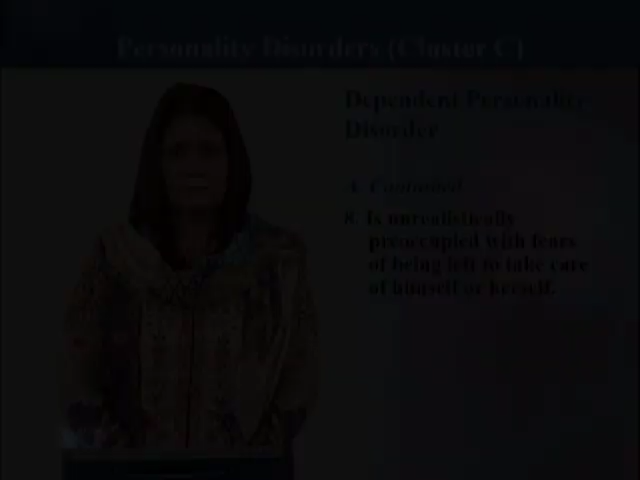 Personality Disorders (Cluster C)
Dependent Personality
Disorder
A. Continued
8. Is unrealistically
preoccupied with fears
of being left to take care
of himself or herself.